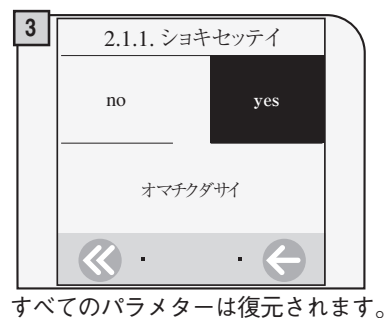 3
2.1.1. ショキセッテイ
no yes
オマチクダサイ
すべてのパラメターは復元されます。